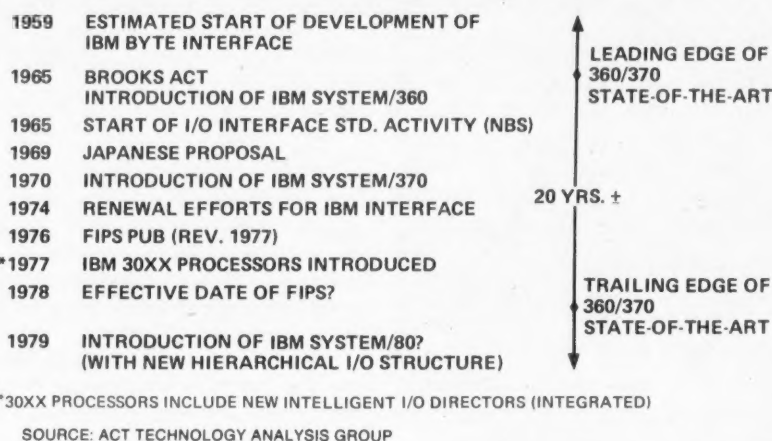 1959 ESTIMATED START OF DEVELOPMENT OF
IBM BYTE INTERFACE
1965 BROOKS ACT
INTRODUCTION OF IBM SYSTEM/360
1965 START OF I/O INTERFACE STD. ACTIVITY (NBS)
1969 JAPANESE PROPOSAL
1970 INTRODUCTION OF IBM SYSTEM/370
1974 RENEWAL EFFORTS FOR IBM INTERFACE
1976 FIPS PUB (REV. 1977)
*1977 IBM 30XX PROCESSORS INTRODUCED
1978 EFFECTIVE DATE OF FIPS?
1979 INTRODUCTION OF IBM SYSTEM/80?
(WITH NEW HIERARCHICAL I/O STRUCTURE)
LEADING EDGE OF
360/370
STATE-OF-THE-ART
20 YRS. ±
TRAILING EDGE OF
360/370
STATE-OF-THE-ART
*30XX PROCESSORS INCLUDE NEW INTELLIGENT I/O DIRECTORS (INTEGRATED)
SOURCE: ACT TECHNOLOGY ANALYSIS GROUP